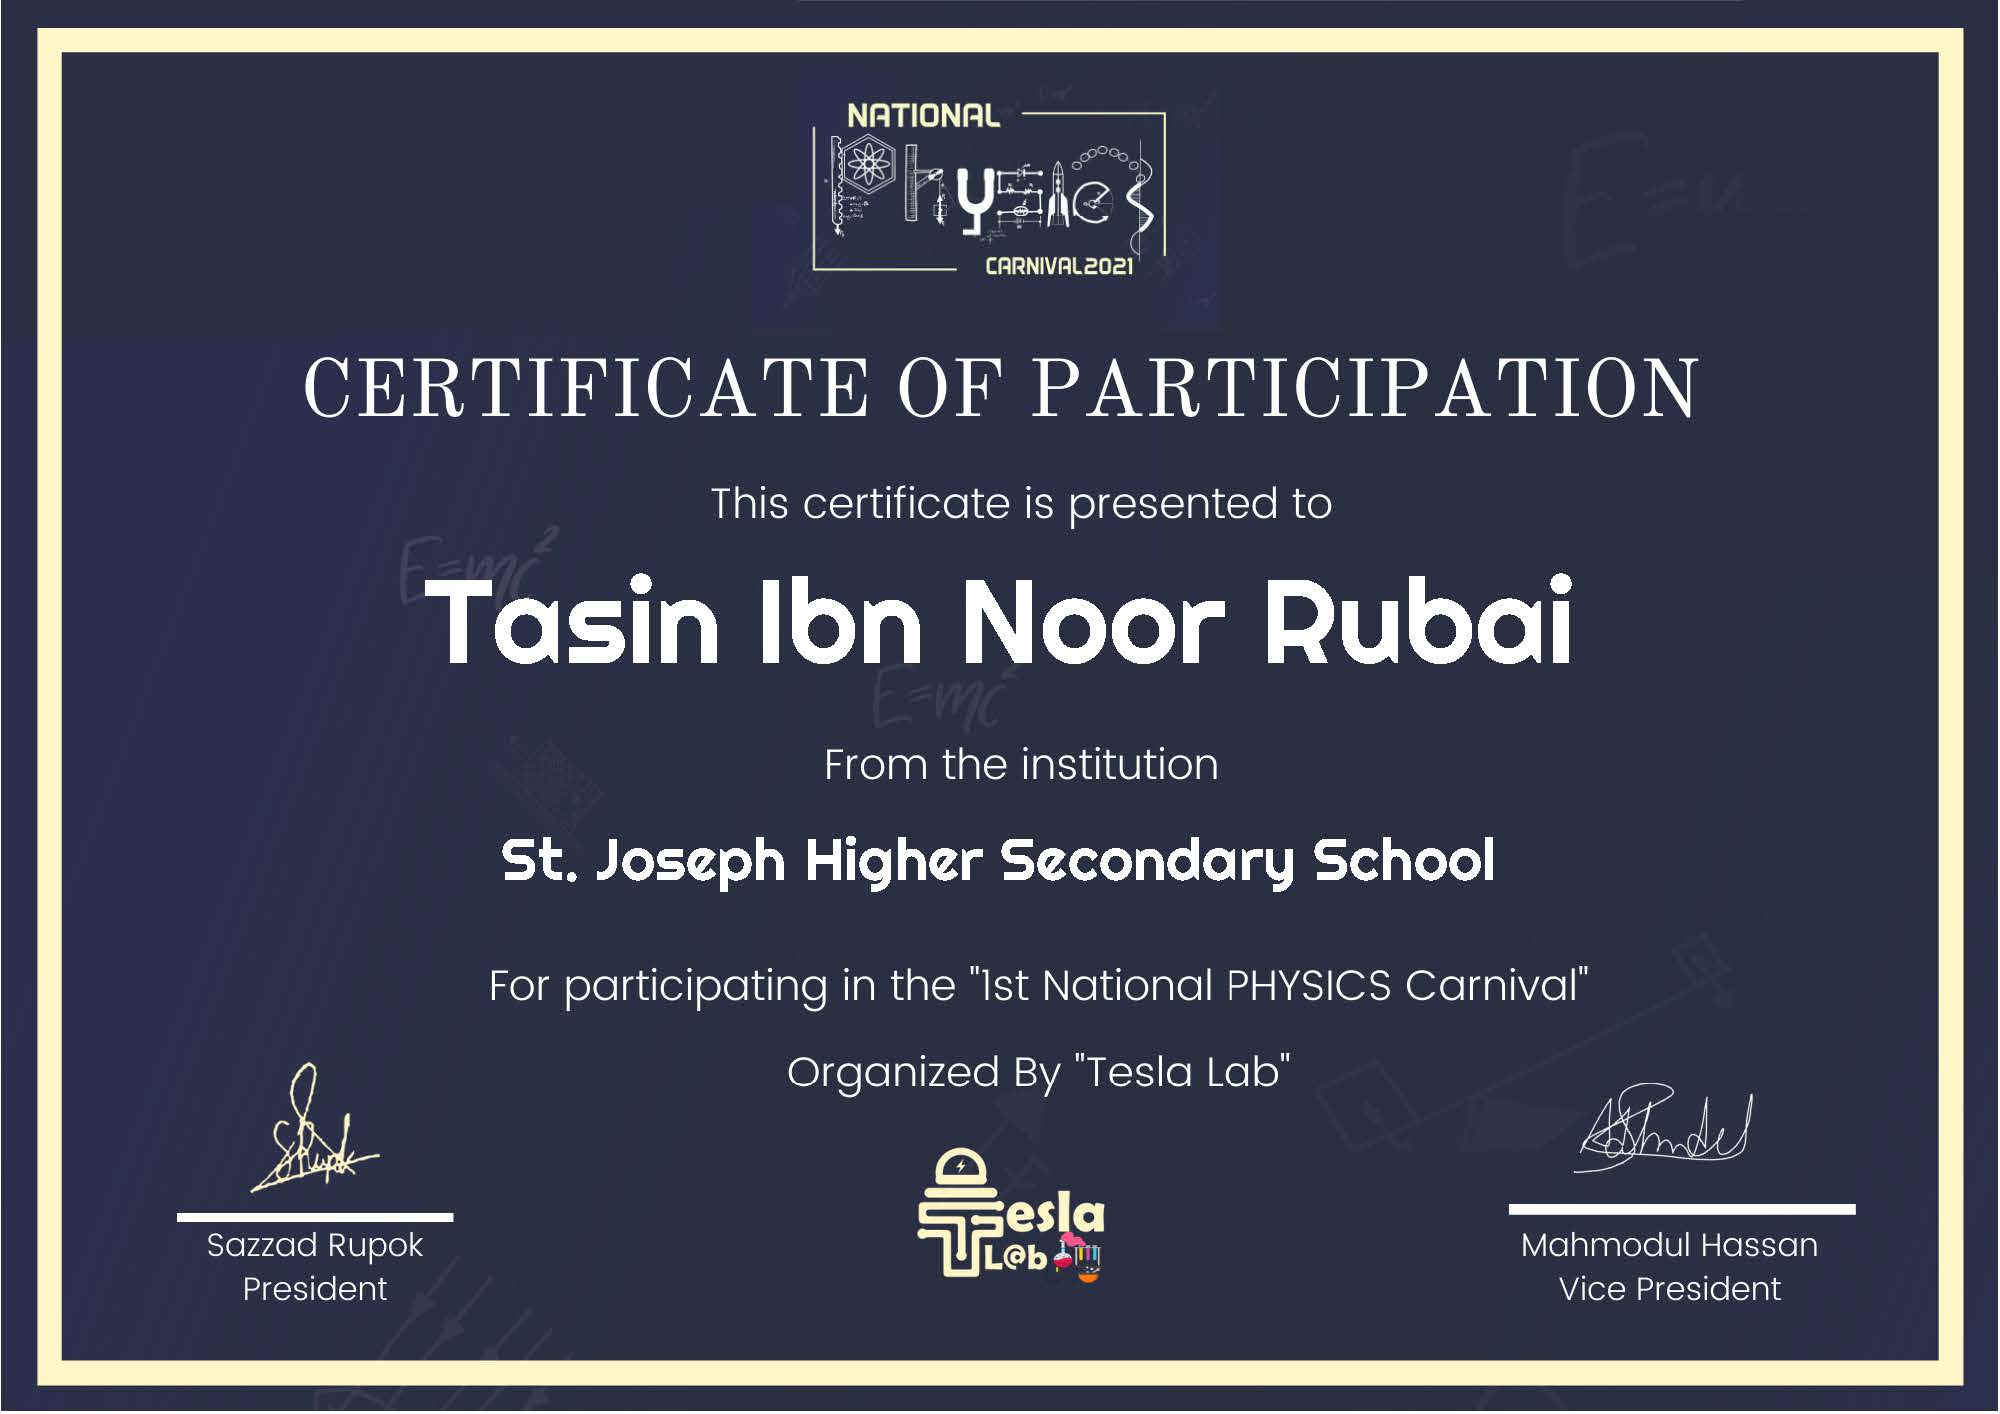 NATIONAL
Physics
CARNIVAL2021
CERTIFICATE OF PARTICIPATION
This certificate is presented to
E=mc²
Tasin Ibn Noor Rubai
E=mc²
From the institution
St. Joseph Higher Secondary School
For participating in the "1st National PHYSICS Carnival"
Organized By "Tesla Lab"
Tesla
L@b
Sazzad Rupok
President
Mahmodul Hassan
Vice President